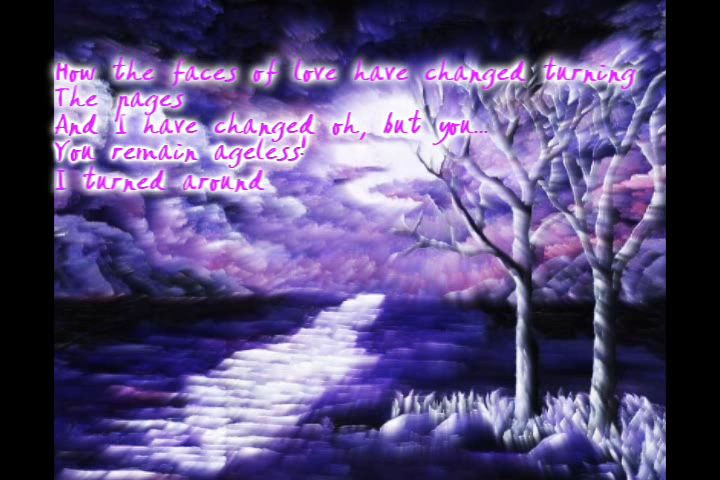 How the faces of love have changed turning
The pages
And I have changed oh, but you...
You remain ageless
I turned around